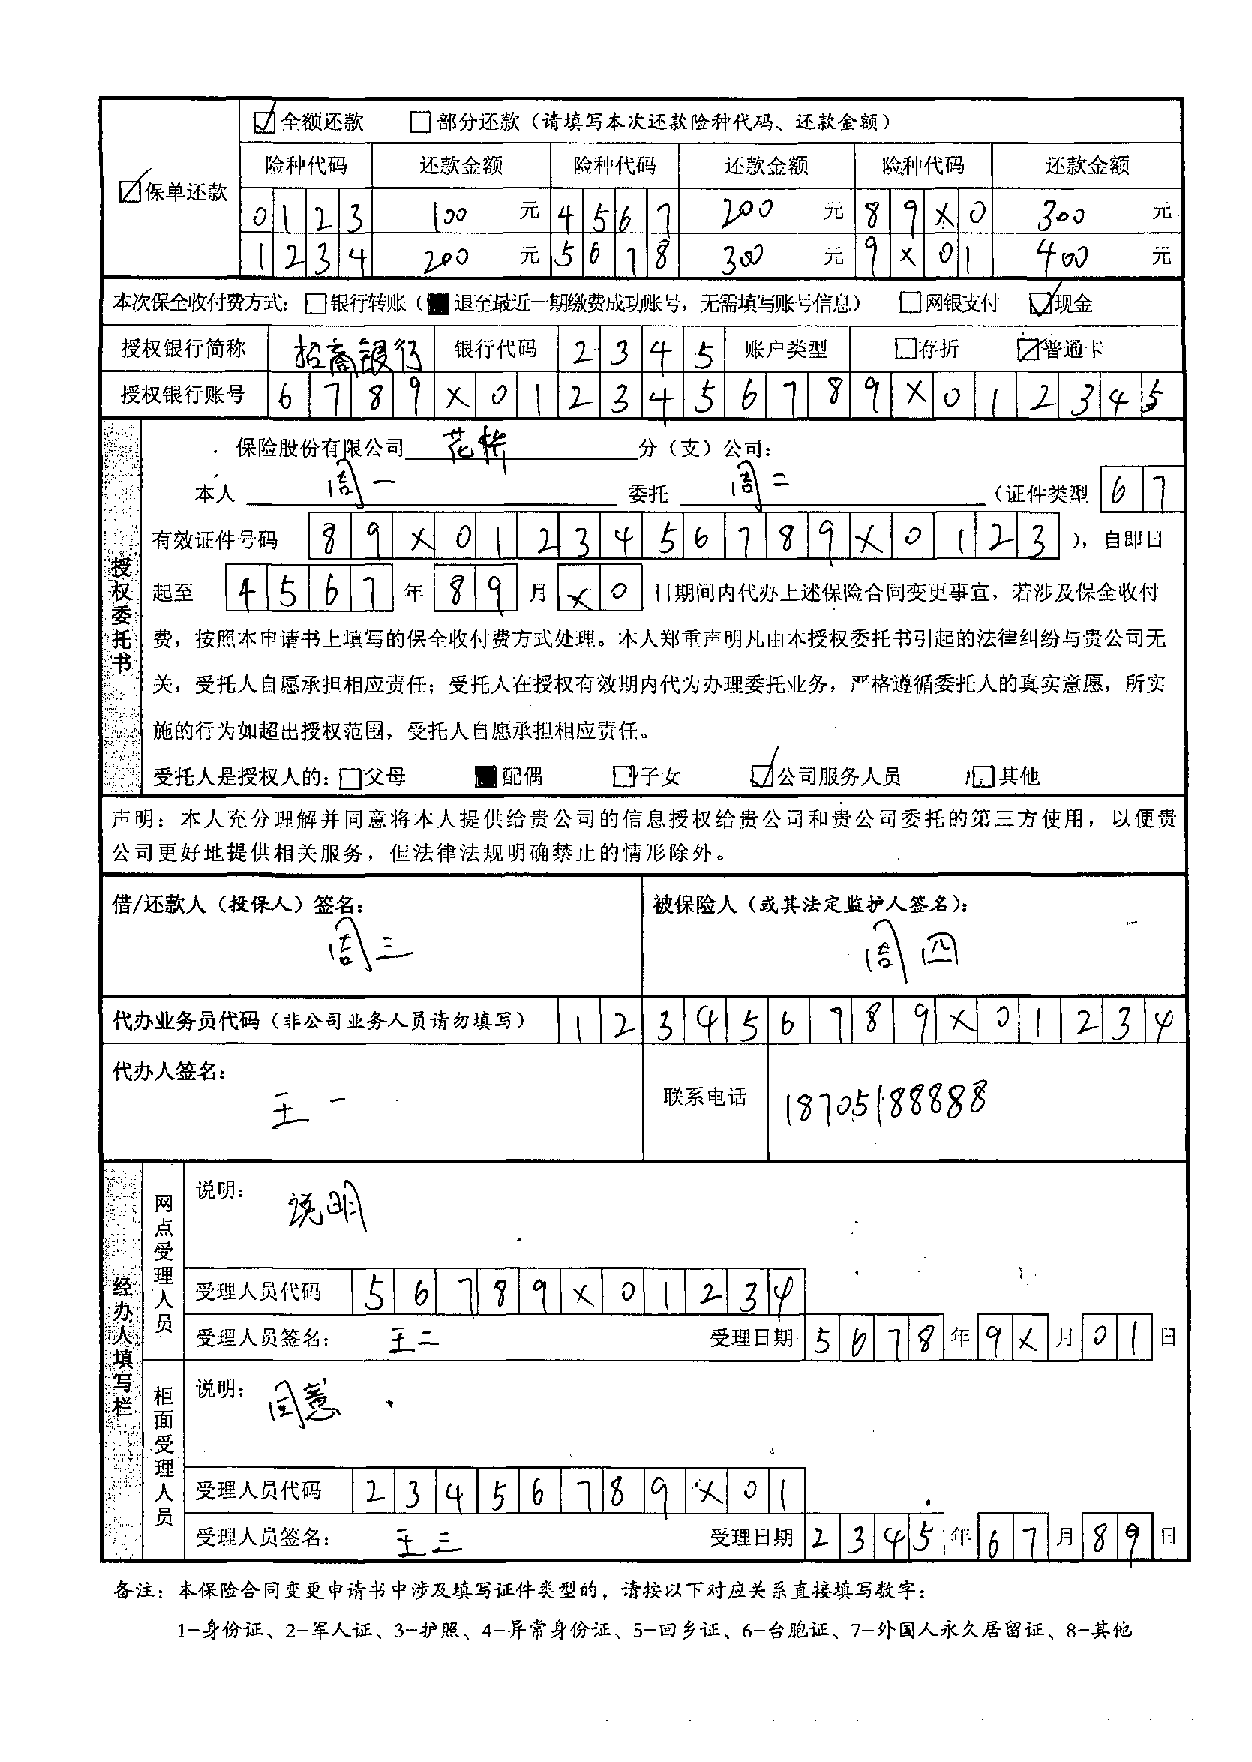 ☑全额还款 □部分还款（请填写本次还款险种代码、还款金额）
☑保单还款
险种代码 还款金额 险种代码 还款金额 险种代码 还款金额
0123 100 元 4567 200 元 89X0 300 元
1234 200 元 5678 300 元 9X01 400 元
本次保全收付费方式：□银行转账（■退至最近一期缴费成功账号，无需填写账号信息） □网银支付 ☑现金
授权银行简称 招商银行 银行代码 2345 账户类型 □存折 ☑普通卡
授权银行账号 6789X0123456789X012345
授权委托书
保险股份有限公司 花桥 分（支）公司：
本人 周一 委托 周二 （证件类型 67
有效证件号码 89X0123456789X0123 ），自即日
起至 4567 年 89 月 X0 日期间内代办上述保险合同变更事宜，若涉及保全收付
费，按照本申请书上填写的保全收付费方式处理。本人郑重声明凡由本授权委托书引起的法律纠纷与贵公司无
关，受托人自愿承担相应责任；受托人在授权有效期内代为办理委托业务，严格遵循委托人的真实意愿，所实
施的行为如超出授权范围，受托人自愿承担相应责任。
受托人是授权人的：□父母 ■配偶 □子女 ☑公司服务人员 □其他
声明：本人充分理解并同意将本人提供给贵公司的信息授权给贵公司和贵公司委托的第三方使用，以便贵
公司更好地提供相关服务，但法律法规明确禁止的情形除外。
借/还款人（投保人）签名： 被保险人（或其法定监护人签名）：
周三 周四
代办业务员代码（非公司业务人员请勿填写） 123456789X01234
代办人签名：
王一 联系电话 18705188888
经办人填写栏
网点受理人员
说明： 说明
受理人员代码 56789X01234
受理人员签名： 王二 受理日期 5678 年 9X 月 01 日
柜面受理人员
说明： 同意
受理人员代码 23456789X01
受理人员签名： 王三 受理日期 2345 年 67 月 89 日
备注：本保险合同变更申请书中涉及填写证件类型的，请按以下对应关系直接填写数字：
1-身份证、2-军人证、3-护照、4-异常身份证、5-回乡证、6-台胞证、7-外国人永久居留证、8-其他